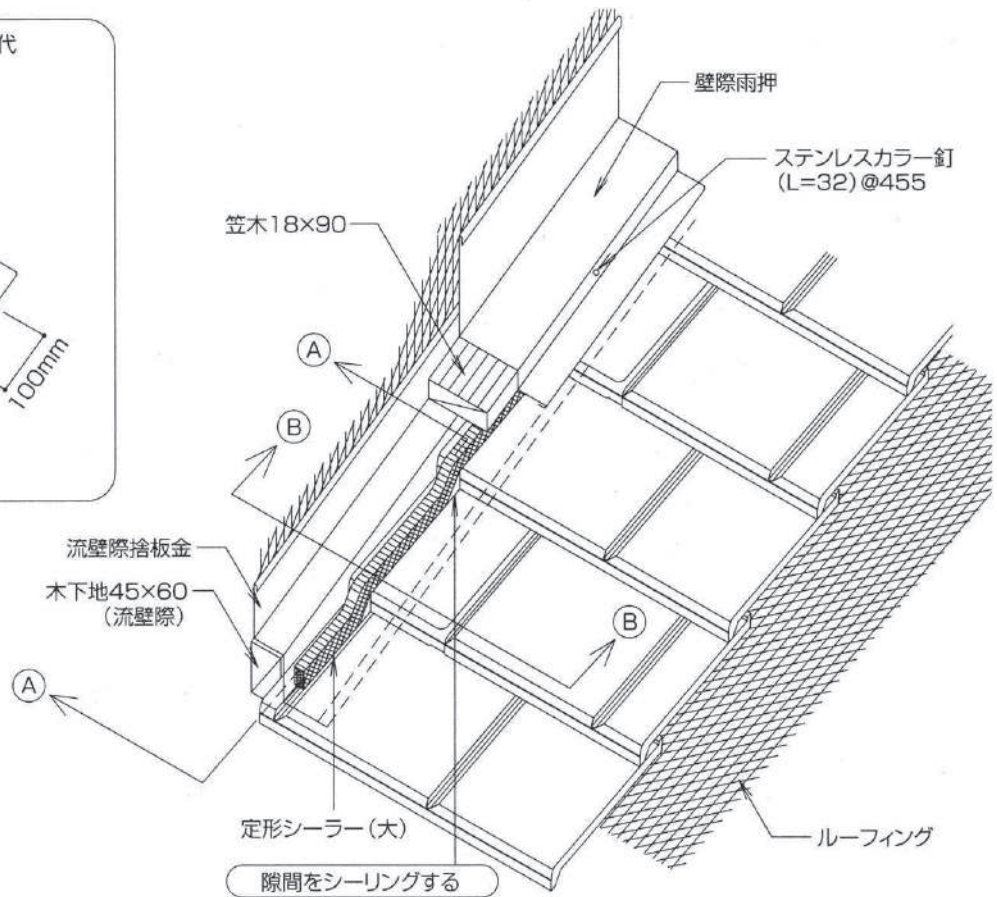 代
100mm
壁際雨押
ステンレスカラー釘
(L=32)@455
笠木18×90
A
B
流壁際捨板金
木下地45×60
(流壁際)
B
A
定形シーラー(大)
ルーフィング
隙間をシーリングする